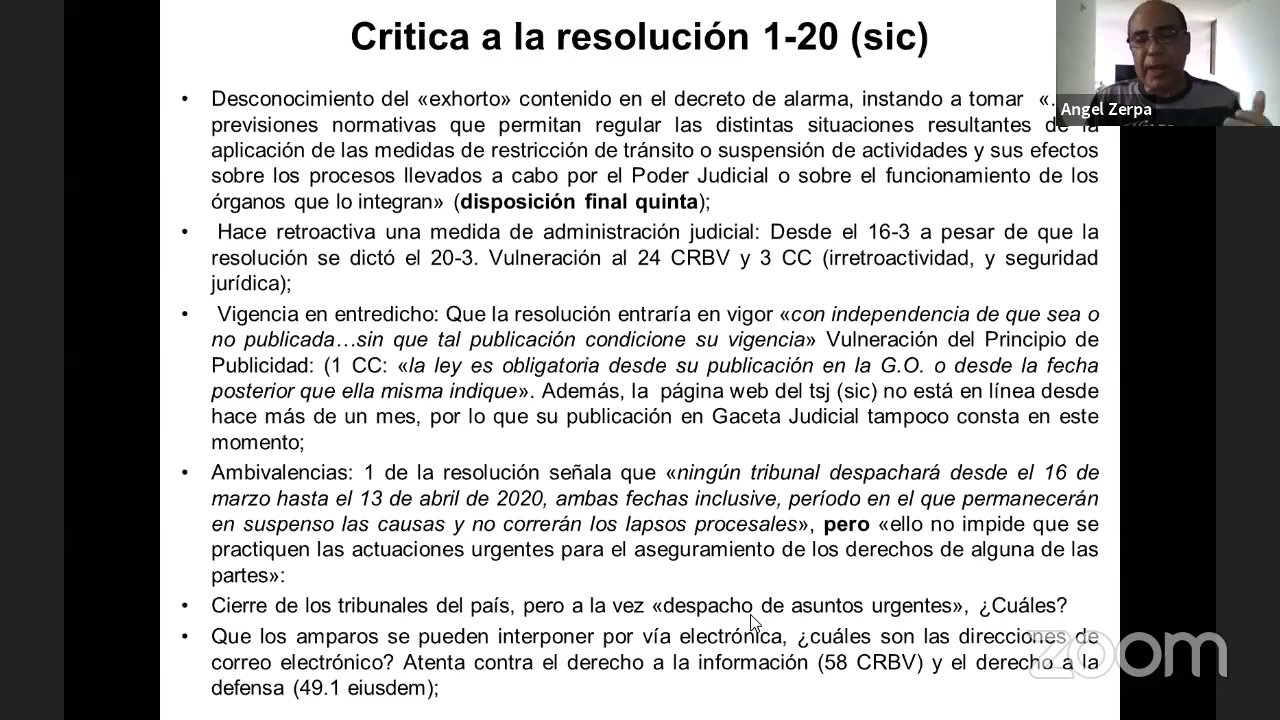 Critica a la resolución 1-20 (sic)
• Desconocimiento del «exhorto» contenido en el decreto de alarma, instando a tomar «.
previsiones normativas que permitan regular las distintas situaciones resultantes de la
aplicación de las medidas de restricción de tránsito o suspensión de actividades y sus efectos
sobre los procesos llevados a cabo por el Poder Judicial o sobre el funcionamiento de los
órganos que lo integran» (disposición final quinta);
• Hace retroactiva una medida de administración judicial: Desde el 16-3 a pesar de que la
resolución se dictó el 20-3. Vulneración al 24 CRBV y 3 CC (irretroactividad, y seguridad
jurídica);
• Vigencia en entredicho: Que la resolución entraría en vigor «con independencia de que sea o
no publicada…sin que tal publicación condicione su vigencia» Vulneración del Principio de
Publicidad: (1 CC: «la ley es obligatoria desde su publicación en la G.O. o desde la fecha
posterior que ella misma indique». Además, la página web del tsj (sic) no está en línea desde
hace más de un mes, por lo que su publicación en Gaceta Judicial tampoco consta en este
momento;
• Ambivalencias: 1 de la resolución señala que «ningún tribunal despachará desde el 16 de
marzo hasta el 13 de abril de 2020, ambas fechas inclusive, período en el que permanecerán
en suspenso las causas y no correrán los lapsos procesales», pero «ello no impide que se
practiquen las actuaciones urgentes para el aseguramiento de los derechos de alguna de las
partes»:
• Cierre de los tribunales del país, pero a la vez «despacho de asuntos urgentes», ¿Cuáles?
• Que los amparos se pueden interponer por vía electrónica, ¿cuáles son las direcciones de
correo electrónico? Atenta contra el derecho a la información (58 CRBV) y el derecho a la
defensa (49.1 eiusdem);
Angel Zerpa
zoom